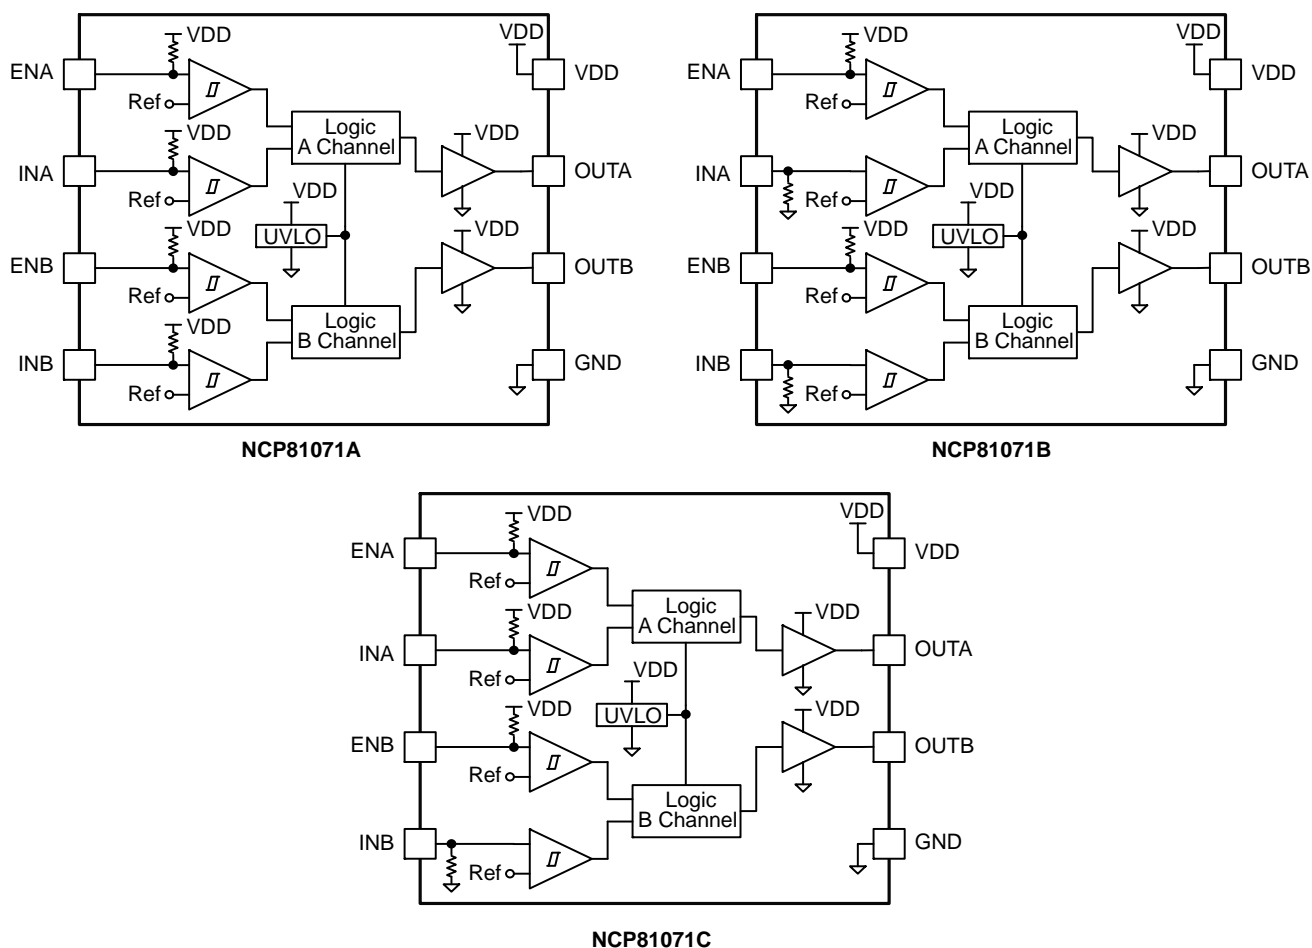 VDD
ENA
Ref
VDD
INA
Ref
VDD
ENB
Ref
VDD
INB
Ref
Logic
A Channel
VDD
UVLO
Logic
B Channel
VDD
VDD
VDD
VDD
OUTA
OUTB
GND
NCP81071A
VDD
ENA
Ref
INA
Ref
VDD
ENB
Ref
INB
Ref
Logic
A Channel
VDD
UVLO
Logic
B Channel
VDD
VDD
VDD
VDD
OUTA
OUTB
GND
NCP81071B
VDD
ENA
Ref
VDD
INA
Ref
VDD
ENB
Ref
INB
Ref
Logic
A Channel
VDD
UVLO
Logic
B Channel
VDD
VDD
VDD
VDD
OUTA
OUTB
GND
NCP81071C